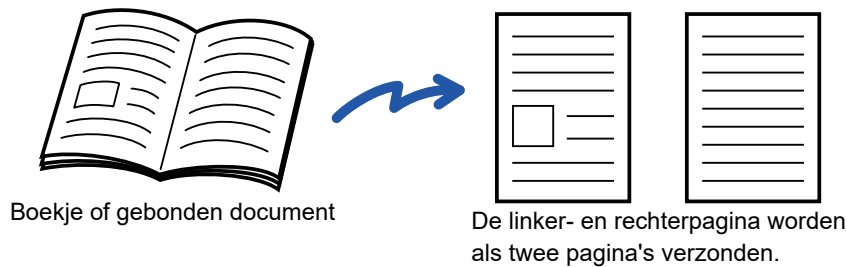 Boekje of gebonden document
De linker- en rechterpagina worden
als twee pagina's verzonden.